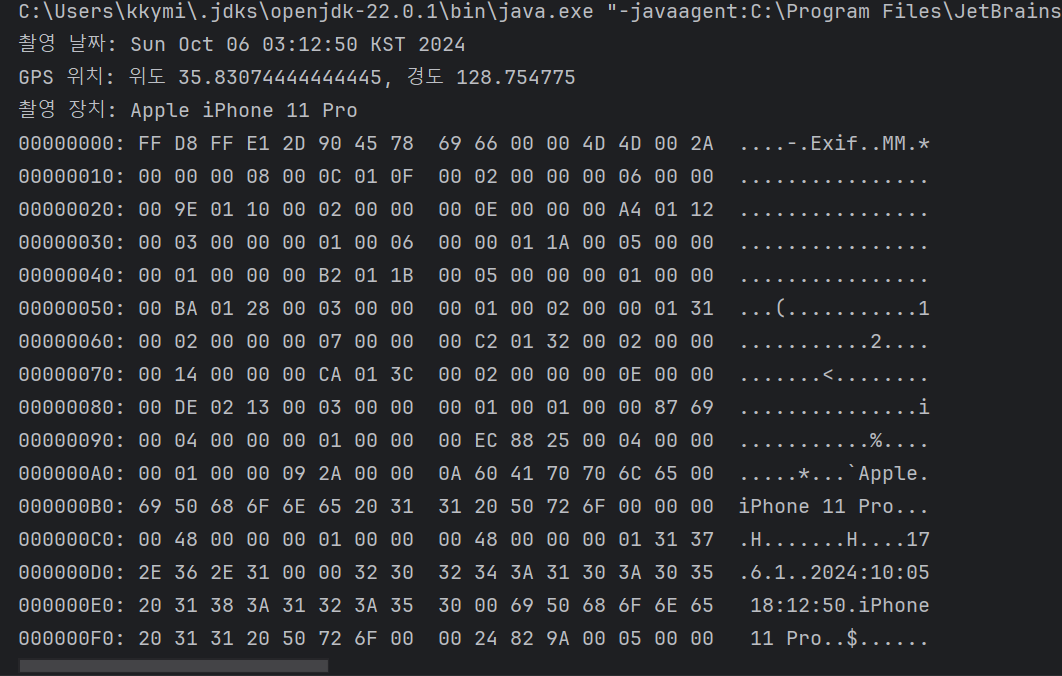 C:\Users\kkymi\.jdks\openjdk-22.0.1\bin\java.exe "-javaagent:C:\Program Files\JetBrains
촬영 날짜: Sun Oct 06 03:12:50 KST 2024
GPS 위치: 위도 35.83074444444445, 경도 128.754775
촬영 장치: Apple iPhone 11 Pro
00000000: FF D8 FF E1 2D 90 45 78  69 66 00 00 4D 4D 00 2A  ....-.Exif..MM.*
00000010: 00 00 00 08 00 0C 01 0F  00 02 00 00 00 06 00 00  ................
00000020: 00 9E 01 10 00 02 00 00  00 0E 00 00 00 A4 01 12  ................
00000030: 00 03 00 00 00 01 00 06  00 00 01 1A 00 05 00 00  ................
00000040: 00 01 00 00 00 B2 01 1B  00 05 00 00 00 01 00 00  ................
00000050: 00 BA 01 28 00 03 00 00  00 01 00 02 00 00 01 31  ...(...........1
00000060: 00 02 00 00 00 07 00 00  00 C2 01 32 00 02 00 00  ...........2....
00000070: 00 14 00 00 00 CA 01 3C  00 02 00 00 00 0E 00 00  .......<........
00000080: 00 DE 02 13 00 03 00 00  00 01 00 01 00 00 87 69  ...............i
00000090: 00 04 00 00 00 01 00 00  00 EC 88 25 00 04 00 00  ...........%....
000000A0: 00 01 00 00 09 2A 00 00  0A 60 41 70 70 6C 65 00  .....*...`Apple.
000000B0: 69 50 68 6F 6E 65 20 31  31 20 50 72 6F 00 00 00  iPhone 11 Pro...
000000C0: 00 48 00 00 00 01 00 00  00 48 00 00 00 01 31 37  .H.......H....17
000000D0: 2E 36 2E 31 00 00 32 30  32 34 3A 31 30 3A 30 35  .6.1..2024:10:05
000000E0: 20 31 38 3A 31 32 3A 35  30 00 69 50 68 6F 6E 65   18:12:50.iPhone
000000F0: 20 31 31 20 50 72 6F 00  00 24 82 9A 00 05 00 00   11 Pro..$......